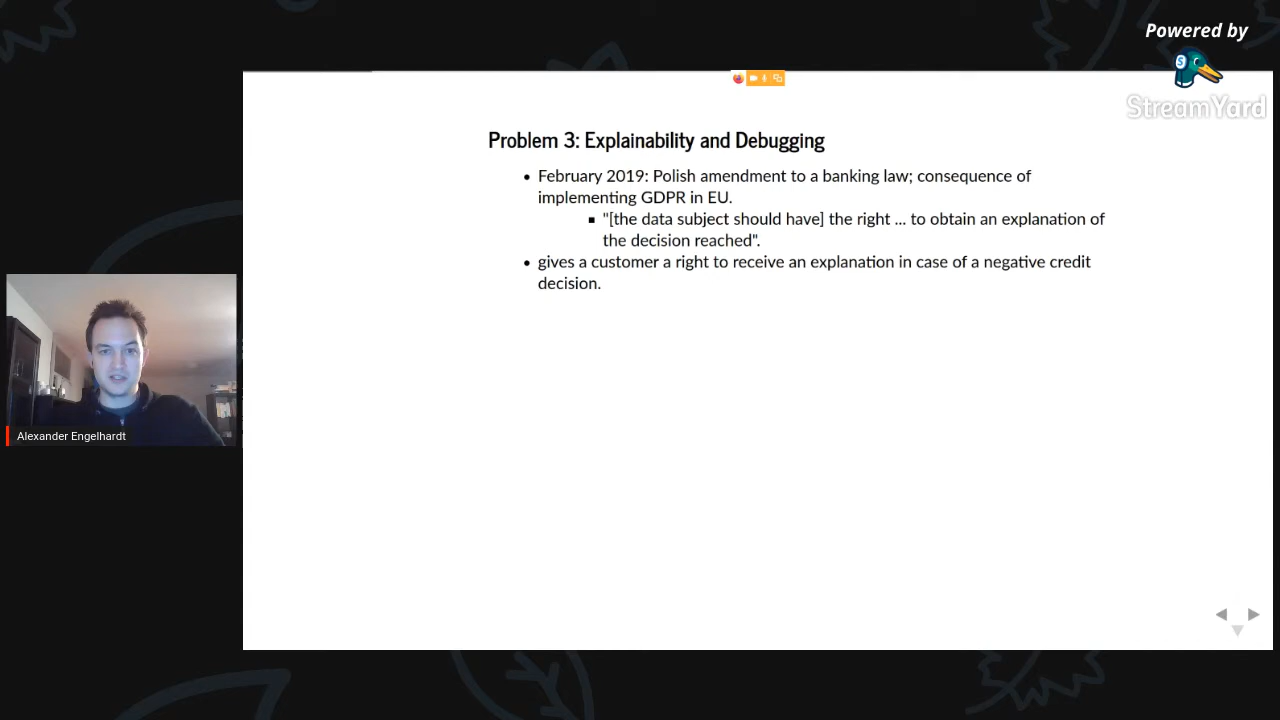 Powered by
StreamYard
Problem 3: Explainability and Debugging
• February 2019: Polish amendment to a banking law; consequence of
implementing GDPR in EU.
▪ "[the data subject should have] the right ... to obtain an explanation of
the decision reached".
• gives a customer a right to receive an explanation in case of a negative credit
decision.
Alexander Engelhardt